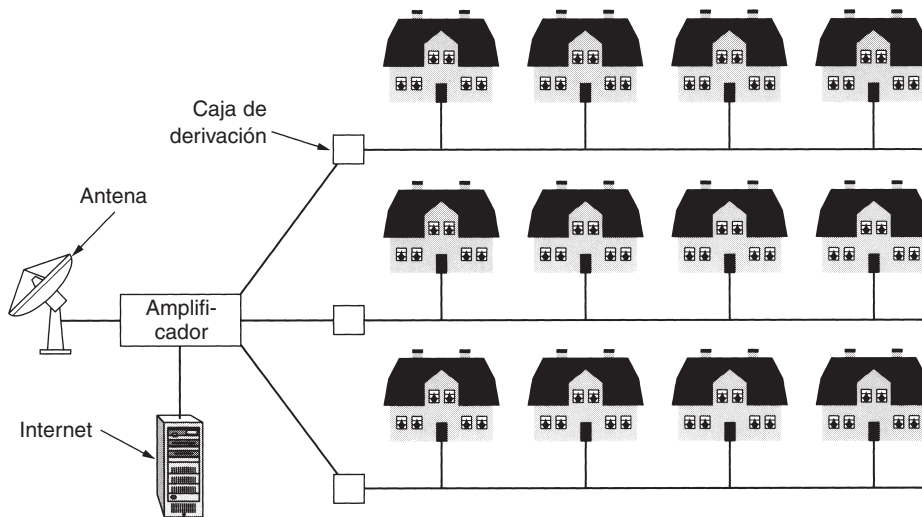 Caja de
derivación
Antena
Amplifi-
cador
Internet